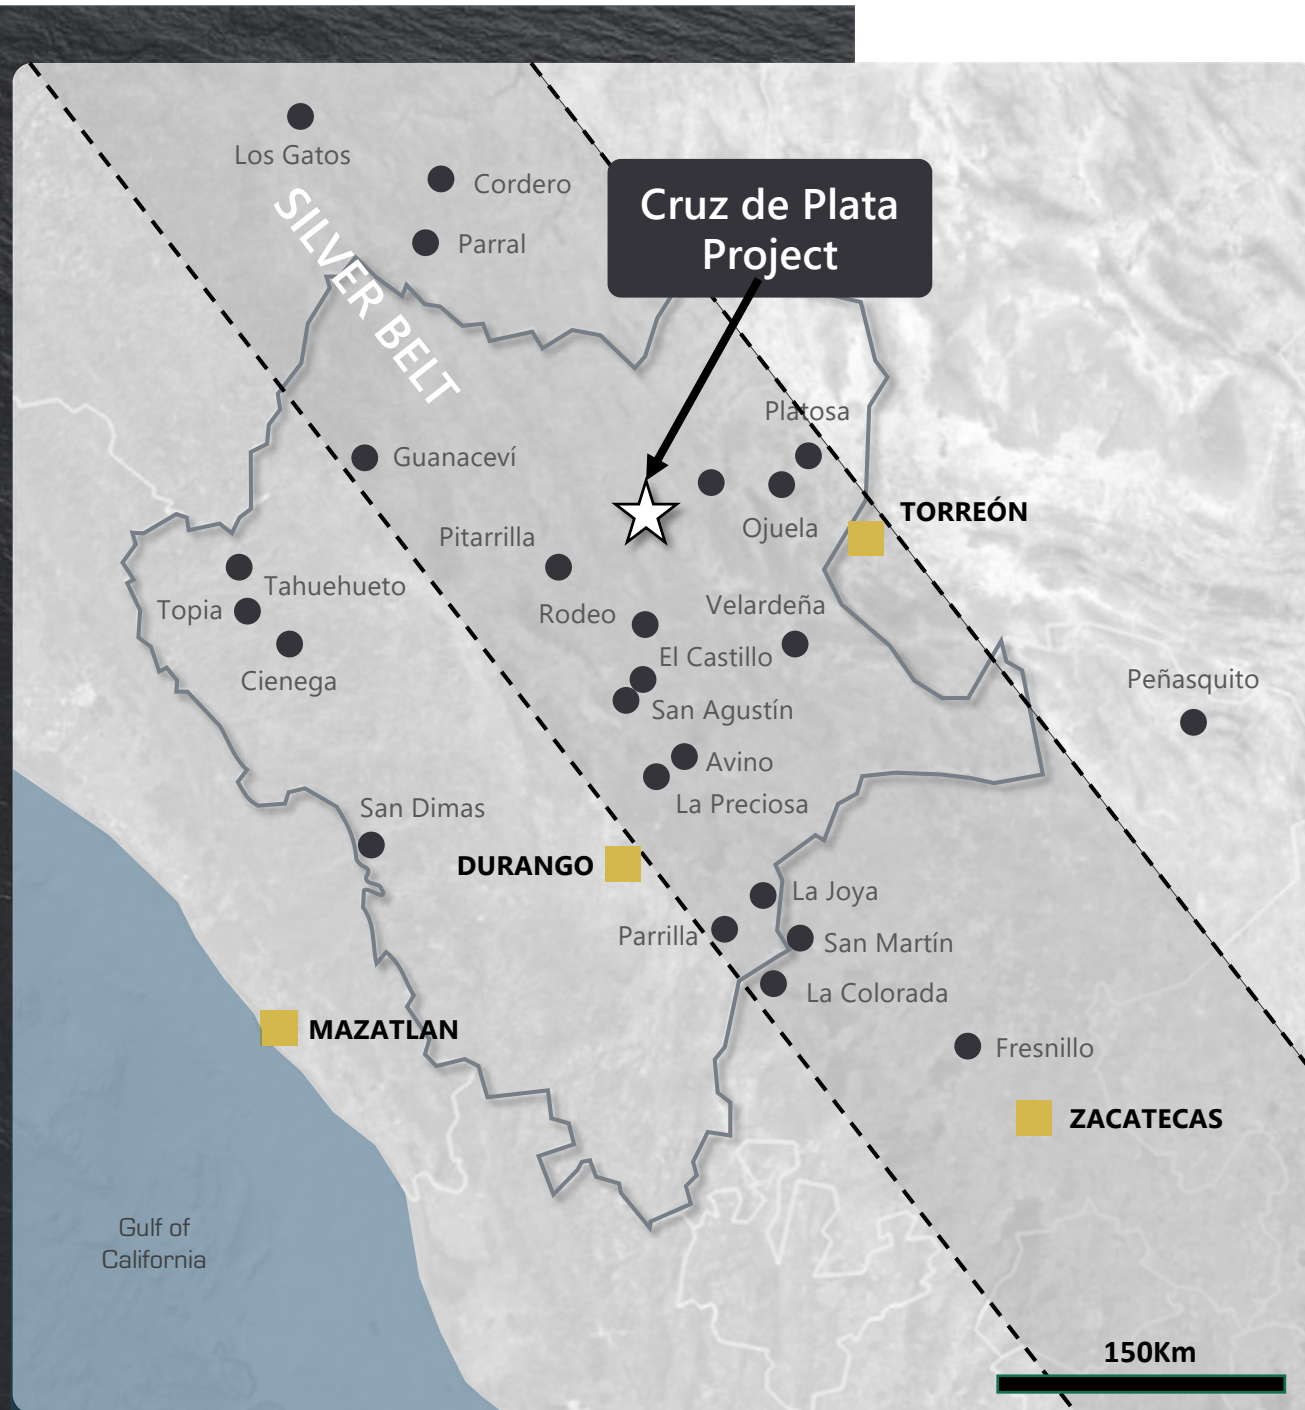 Los Gatos
Cordero
Cruz de Plata
Project
Parral
SILVER BELT
Platosa
Guanaceví
TORREÓN
Ojuela
Pitarrilla
Tahuehueto
Velardeña
Topia
Rodeo
El Castillo
Cienega
Peñasquito
San Agustín
Avino
La Preciosa
San Dimas
DURANGO
La Joya
Parrilla
San Martín
La Colorada
MAZATLAN
Fresnillo
ZACATECAS
Gulf of
California
150Km